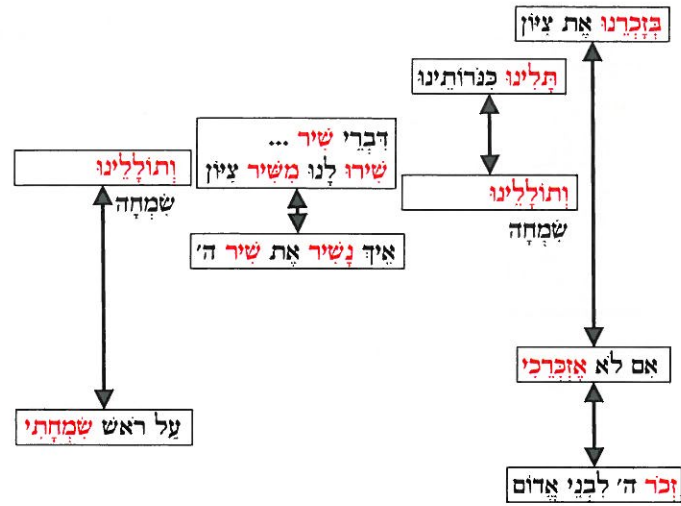 בְּזָכְרֵנוּ אֶת צִיּוֹן
תָּלִינוּ כִּנֹּרוֹתֵינוּ
דִּבְרֵי שִׁיר ...
שִׁירוּ לָנוּ מִשִּׁיר צִיּוֹן
וְתוֹלָלֵינוּ
שִׂמְחָה
וְתוֹלָלֵינוּ
שִׂמְחָה
אֵיךְ נָשִׁיר אֶת שִׁיר ה׳
אִם לֹא אֶזְכְּרֵכִי
עַל רֹאשׁ שִׂמְחָתִי
זְכֹר ה׳ לִבְנֵי אֱדוֹם